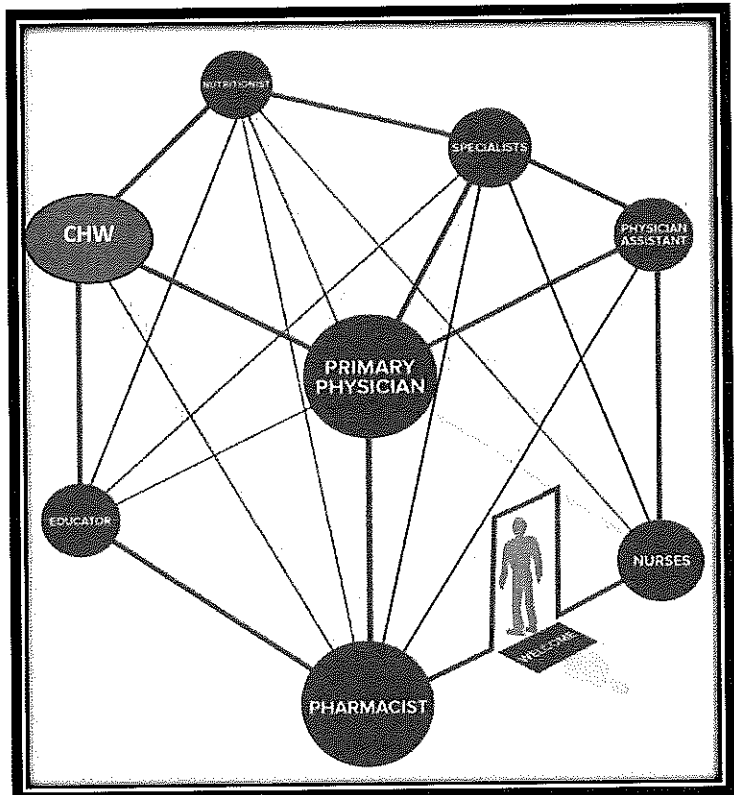 NUTRITIONIST
SPECIALISTS
CHW
PHYSICIAN
ASSISTANT
PRIMARY
PHYSICIAN
EDUCATOR
NURSES
WELCOME
PHARMACIST